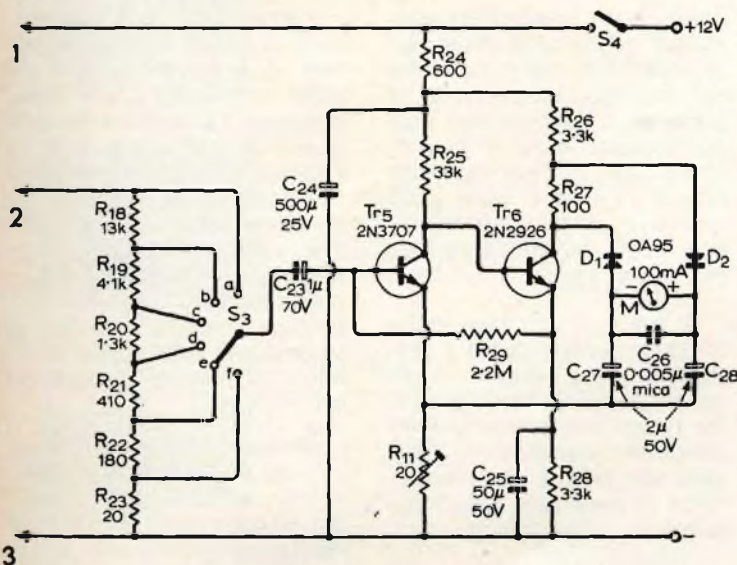 1
S4
+12V
R24
600
R26
3.3k
R25
33k
C24
500μ
25V
R27
100
2
R18
13k
Tr5
2N3707
Tr6
2N2926
D1
OA95
100mA
D2
R19
4.1k
a
b
c
S3
C23 1μ
70V
- +
M
R20
1.3k
d
e
f
R29
2.2M
C26
0.005μ
mica
C27
C28
R21
410
2μ
50V
R22
180
R11
20
C25
50μ
50V
R28
3.3k
R23
20
3
-